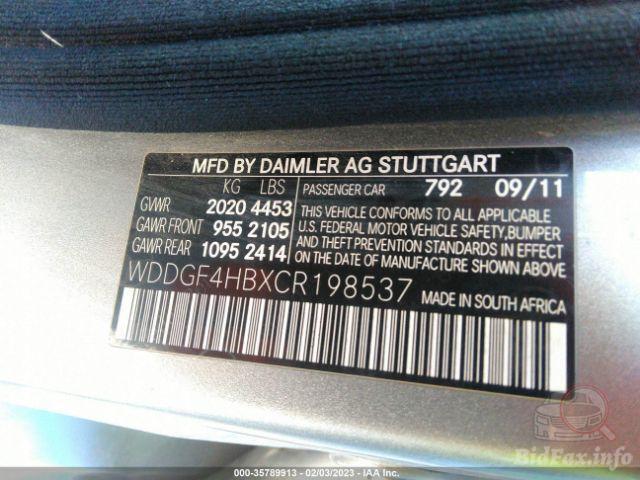 MFD BY DAIMLER AG STUTTGART
KG LBS
GVWR 2020 4453
GAWR FRONT 955 2105
GAWR REAR 1095 2414
PASSENGER CAR 792 09/11
THIS VEHICLE CONFORMS TO ALL APPLICABLE
U.S. FEDERAL MOTOR VEHICLE SAFETY,BUMPER
AND THEFT PREVENTION STANDARDS IN EFFECT
ON THE DATE OF MANUFACTURE SHOWN ABOVE.
WDDGF4HBXCR198537 MADE IN SOUTH AFRICA
BidFax.info
000-35789913 - 02/03/2023 - IAA Inc.